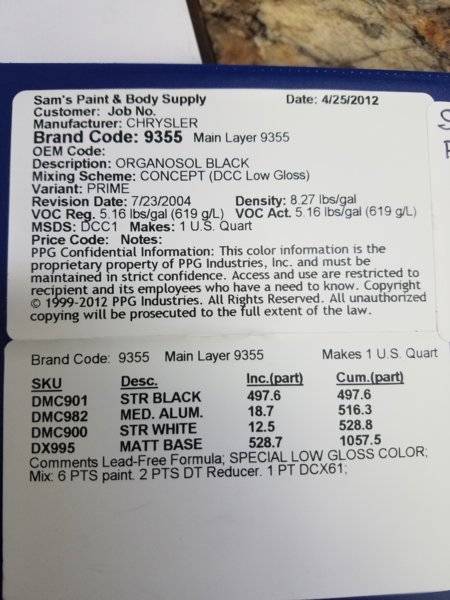 Sam's Paint & Body Supply Date: 4/25/2012
Customer: Job No.
Manufacturer: CHRYSLER
Brand Code: 9355 Main Layer 9355
OEM Code:
Description: ORGANOSOL BLACK
Mixing Scheme: CONCEPT (DCC Low Gloss)
Variant: PRIME
Revision Date: 7/23/2004 Density: 8.27 lbs/gal
VOC Reg. 5.16 lbs/gal (619 g/L) VOC Act. 5.16 lbs/gal (619 g/L)
MSDS: DCC1 Makes: 1 U.S. Quart
Price Code: Notes:
PPG Confidential Information: This color information is the
proprietary property of PPG Industries, Inc. and must be
maintained in strict confidence. Access and use are restricted to
recipient and its employees who have a need to know. Copyright
© 1999-2012 PPG Industries. All Rights Reserved. All unauthorized
copying will be prosecuted to the full extent of the law.
Brand Code: 9355 Main Layer 9355 Makes 1 U.S. Quart
SKU Desc. Inc.(part) Cum.(part)
DMC901 STR BLACK 497.6 497.6
DMC982 MED. ALUM. 18.7 516.3
DMC900 STR WHITE 12.5 528.8
DX995 MATT BASE 528.7 1057.5
Comments Lead-Free Formula; SPECIAL LOW GLOSS COLOR;
Mix: 6 PTS paint. 2 PTS DT Reducer. 1 PT DCX61;